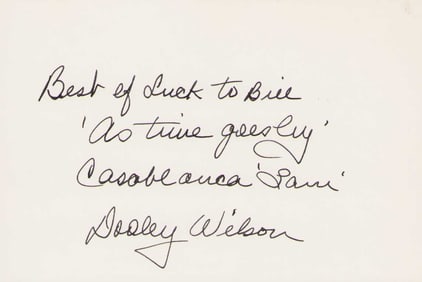 Best of Luck to Bill
'As time goes by'
Casablanca 'Sam'
Dooley Wilson